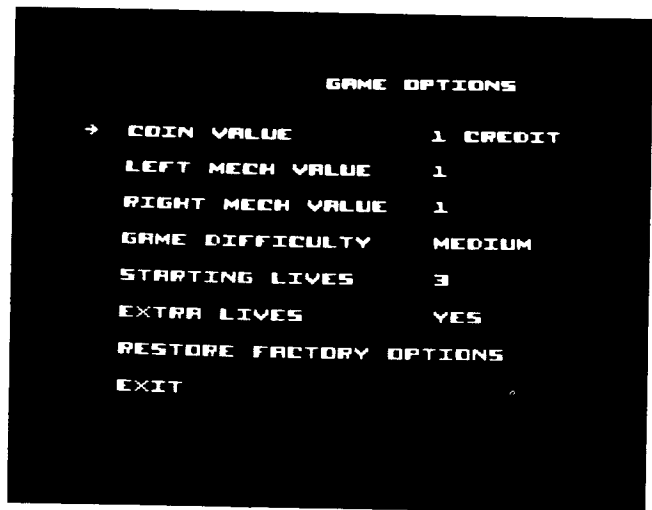 GAME OPTIONS
→ COIN VALUE 1 CREDIT
LEFT MECH VALUE 1
RIGHT MECH VALUE 1
GAME DIFFICULTY MEDIUM
STARTING LIVES 3
EXTRA LIVES YES
RESTORE FACTORY OPTIONS
EXIT